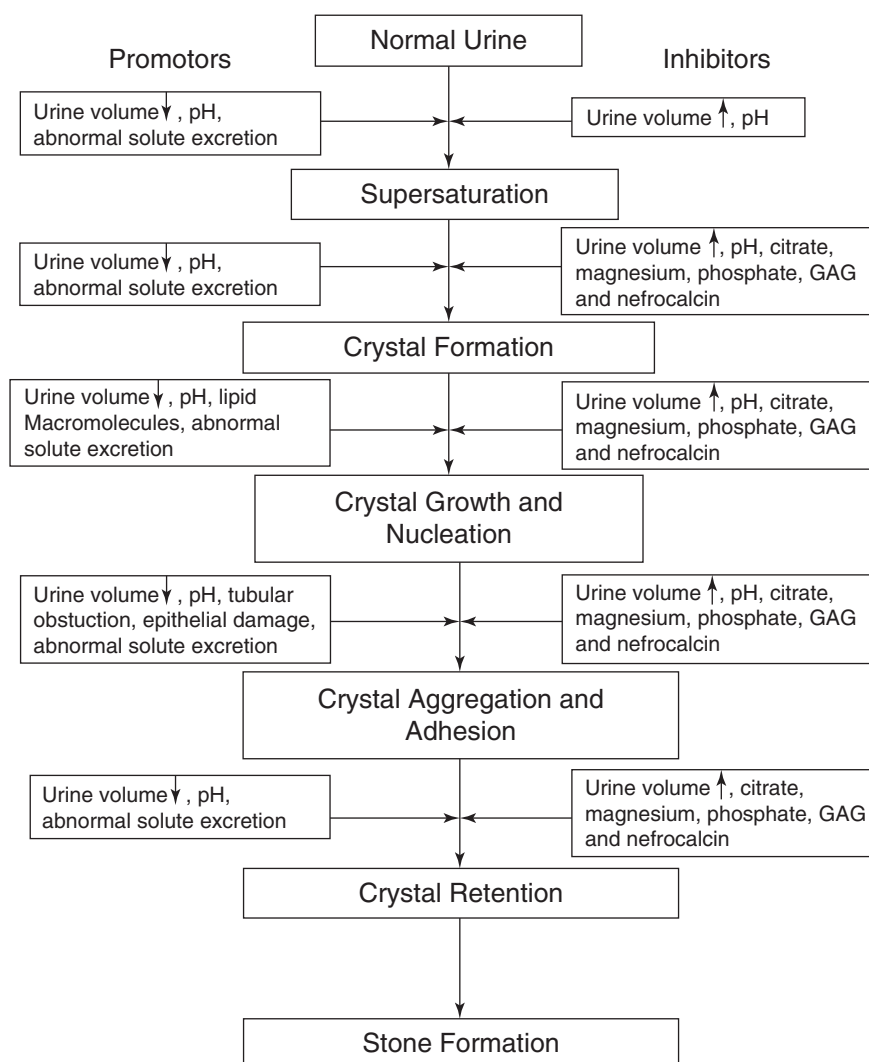 Normal Urine
Promotors
Inhibitors
Urine volume ↓, pH,
abnormal solute excretion
Urine volume ↑, pH
Supersaturation
Urine volume ↓, pH,
abnormal solute excretion
Urine volume ↑, pH, citrate,
magnesium, phosphate, GAG
and nefrocalcin
Crystal Formation
Urine volume ↓, pH, lipid
Macromolecules, abnormal
solute excretion
Urine volume ↑, pH, citrate,
magnesium, phosphate, GAG
and nefrocalcin
Crystal Growth and
Nucleation
Urine volume ↓, pH, tubular
obstuction, epithelial damage,
abnormal solute excretion
Urine volume ↑, pH, citrate,
magnesium, phosphate, GAG
and nefrocalcin
Crystal Aggregation and
Adhesion
Urine volume ↓, pH,
abnormal solute excretion
Urine volume ↑, citrate,
magnesium, phosphate, GAG
and nefrocalcin
Crystal Retention
Stone Formation